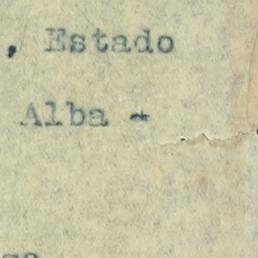 , Estado
Alba -